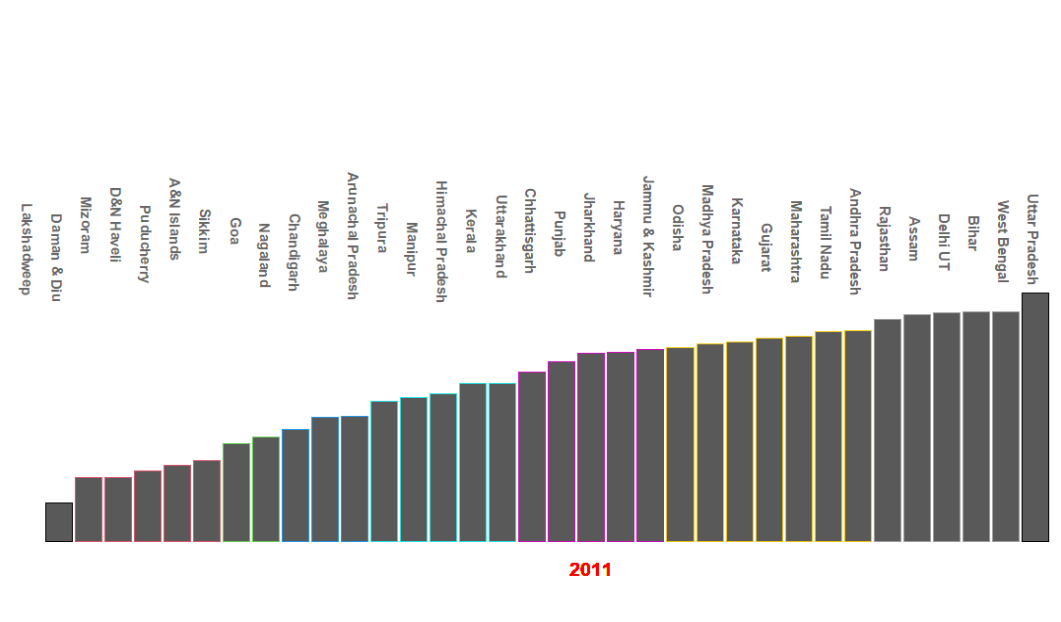 Lakshadweep
Daman & Diu
Mizoram
D&N Haveli
Puducherry
A&N Islands
Sikkim
Goa
Nagaland
Chandigarh
Meghalaya
Arunachal Pradesh
Tripura
Manipur
Himachal Pradesh
Kerala
Uttarakhand
Chhattisgarh
Punjab
Jharkhand
Haryana
Jammu & Kashmir
Odisha
Madhya Pradesh
Karnataka
Gujarat
Maharashtra
Tamil Nadu
Andhra Pradesh
Rajasthan
Assam
Delhi UT
Bihar
West Bengal
Uttar Pradesh
2011